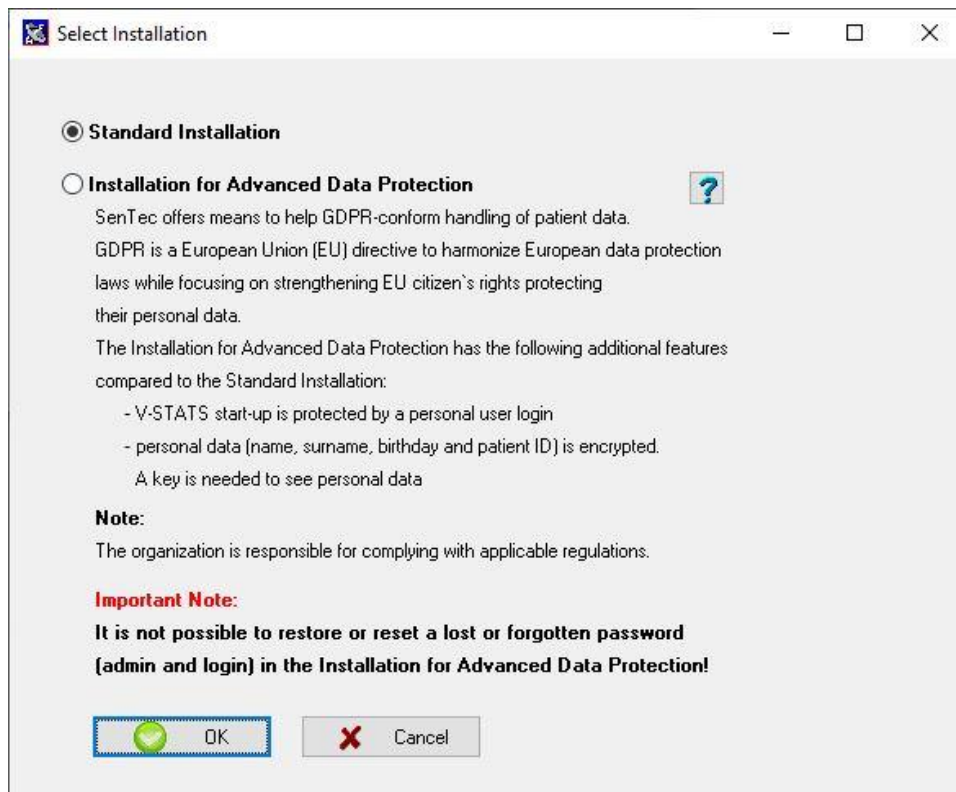 Select Installation
Standard Installation
Installation for Advanced Data Protection
SenTec offers means to help GDPR-conform handling of patient data.
GDPR is a European Union (EU) directive to harmonize European data protection
laws while focusing on strengthening EU citizen`s rights protecting
their personal data.
The Installation for Advanced Data Protection has the following additional features
compared to the Standard Installation:
- V-STATS start-up is protected by a personal user login
- personal data (name, surname, birthday and patient ID) is encrypted.
A key is needed to see personal data
Note:
The organization is responsible for complying with applicable regulations.
Important Note:
It is not possible to restore or reset a lost or forgotten password
(admin and login) in the Installation for Advanced Data Protection!
OK
Cancel